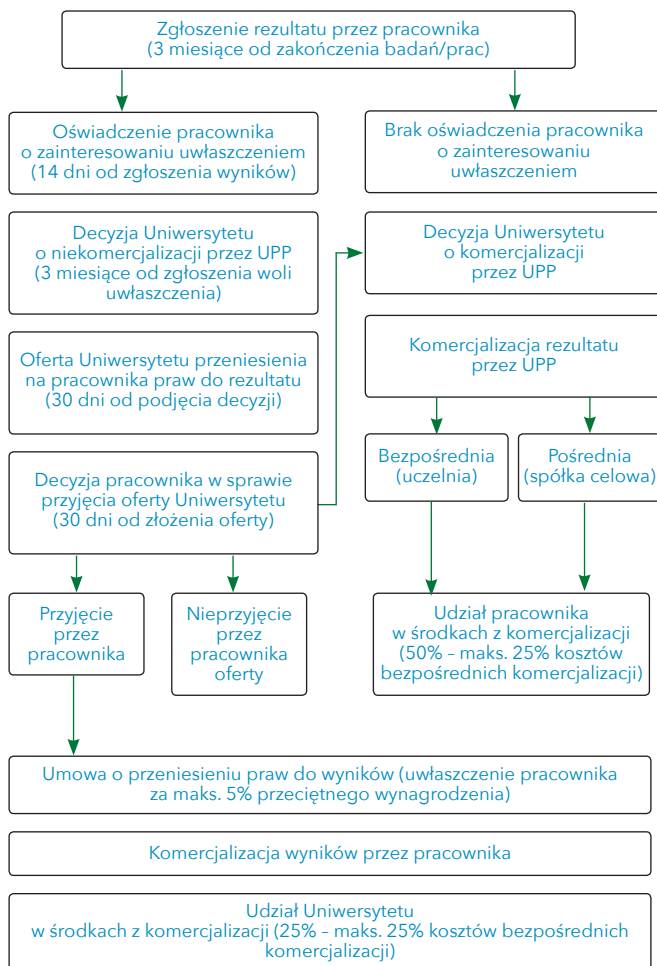 Zgłoszenie rezultatu przez pracownika
(3 miesiące od zakończenia badań/prac)
Oświadczenie pracownika
o zainteresowaniu uwłaszczeniem
(14 dni od zgłoszenia wyników)
Brak oświadczenia pracownika
o zainteresowaniu
uwłaszczeniem
Decyzja Uniwersytetu
o niekomercjalizacji przez UPP
(3 miesiące od zgłoszenia woli
uwłaszczenia)
Decyzja Uniwersytetu
o komercjalizacji
przez UPP
Oferta Uniwersytetu przeniesienia
na pracownika praw do rezultatu
(30 dni od podjęcia decyzji)
Komercjalizacja rezultatu
przez UPP
Decyzja pracownika w sprawie
przyjęcia oferty Uniwersytetu
(30 dni od złożenia oferty)
Bezpośrednia
(uczelnia)
Pośrednia
(spółka celowa)
Przyjęcie
przez
pracownika
Nieprzyjęcie
przez
pracownika
oferty
Udział pracownika
w środkach z komercjalizacji
(50% – maks. 25% kosztów
bezpośrednich komercjalizacji)
Umowa o przeniesieniu praw do wyników (uwłaszczenie pracownika
za maks. 5% przeciętnego wynagrodzenia)
Komercjalizacja wyników przez pracownika
Udział Uniwersytetu
w środkach z komercjalizacji (25% – maks. 25% kosztów bezpośrednich
komercjalizacji)